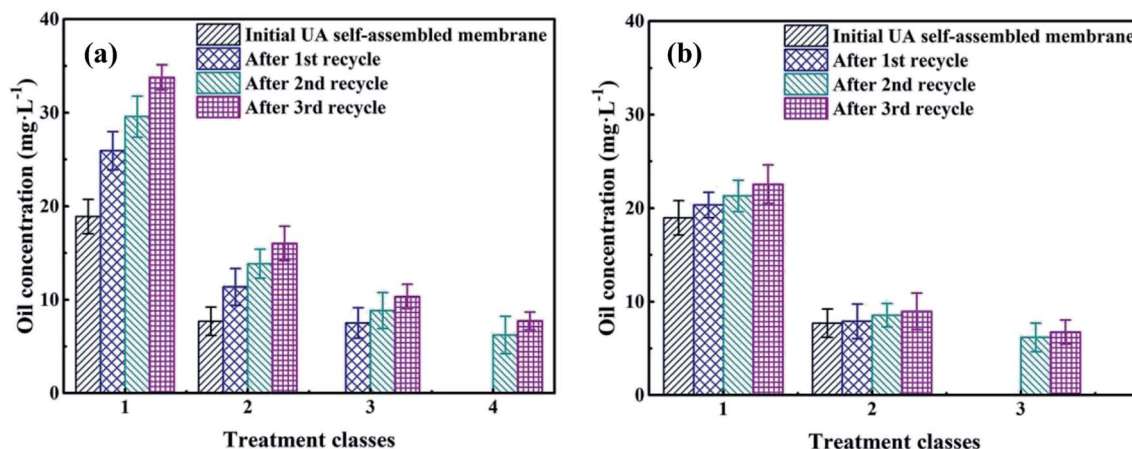 (a)
Initial UA self-assembled membrane
After 1st recycle
After 2nd recycle
After 3rd recycle
Oil concentration (mg·L⁻¹)
40
30
20
10
0
1 2 3 4
Treatment classes
(b)
Initial UA self-assembled membrane
After 1st recycle
After 2nd recycle
After 3rd recycle
Oil concentration (mg·L⁻¹)
40
30
20
10
0
1 2 3
Treatment classes